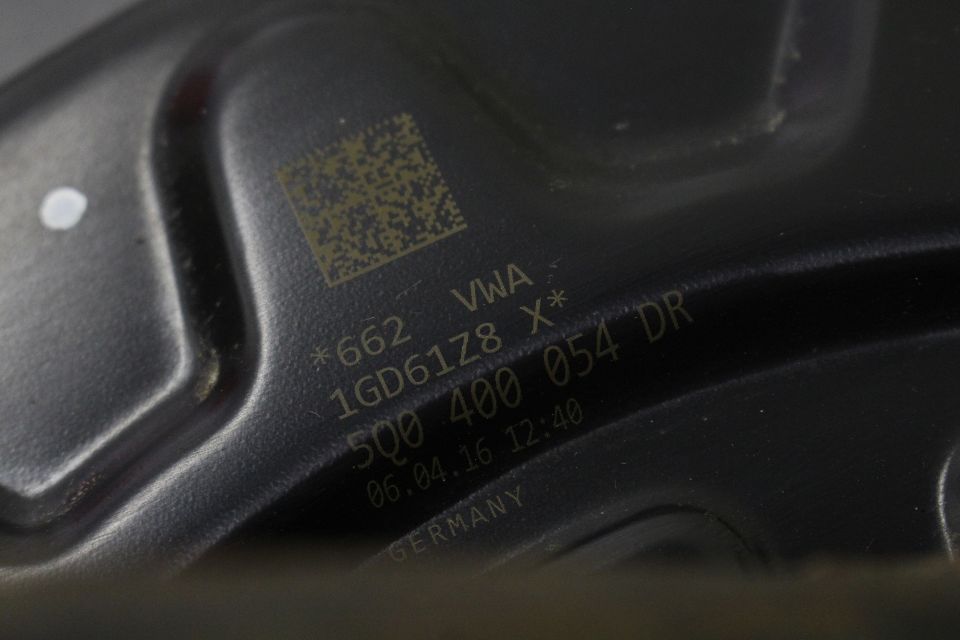 *662 VWA
1GD61Z8 X*
5Q0 400 054 DR
06.04.16 12:40
GERMANY